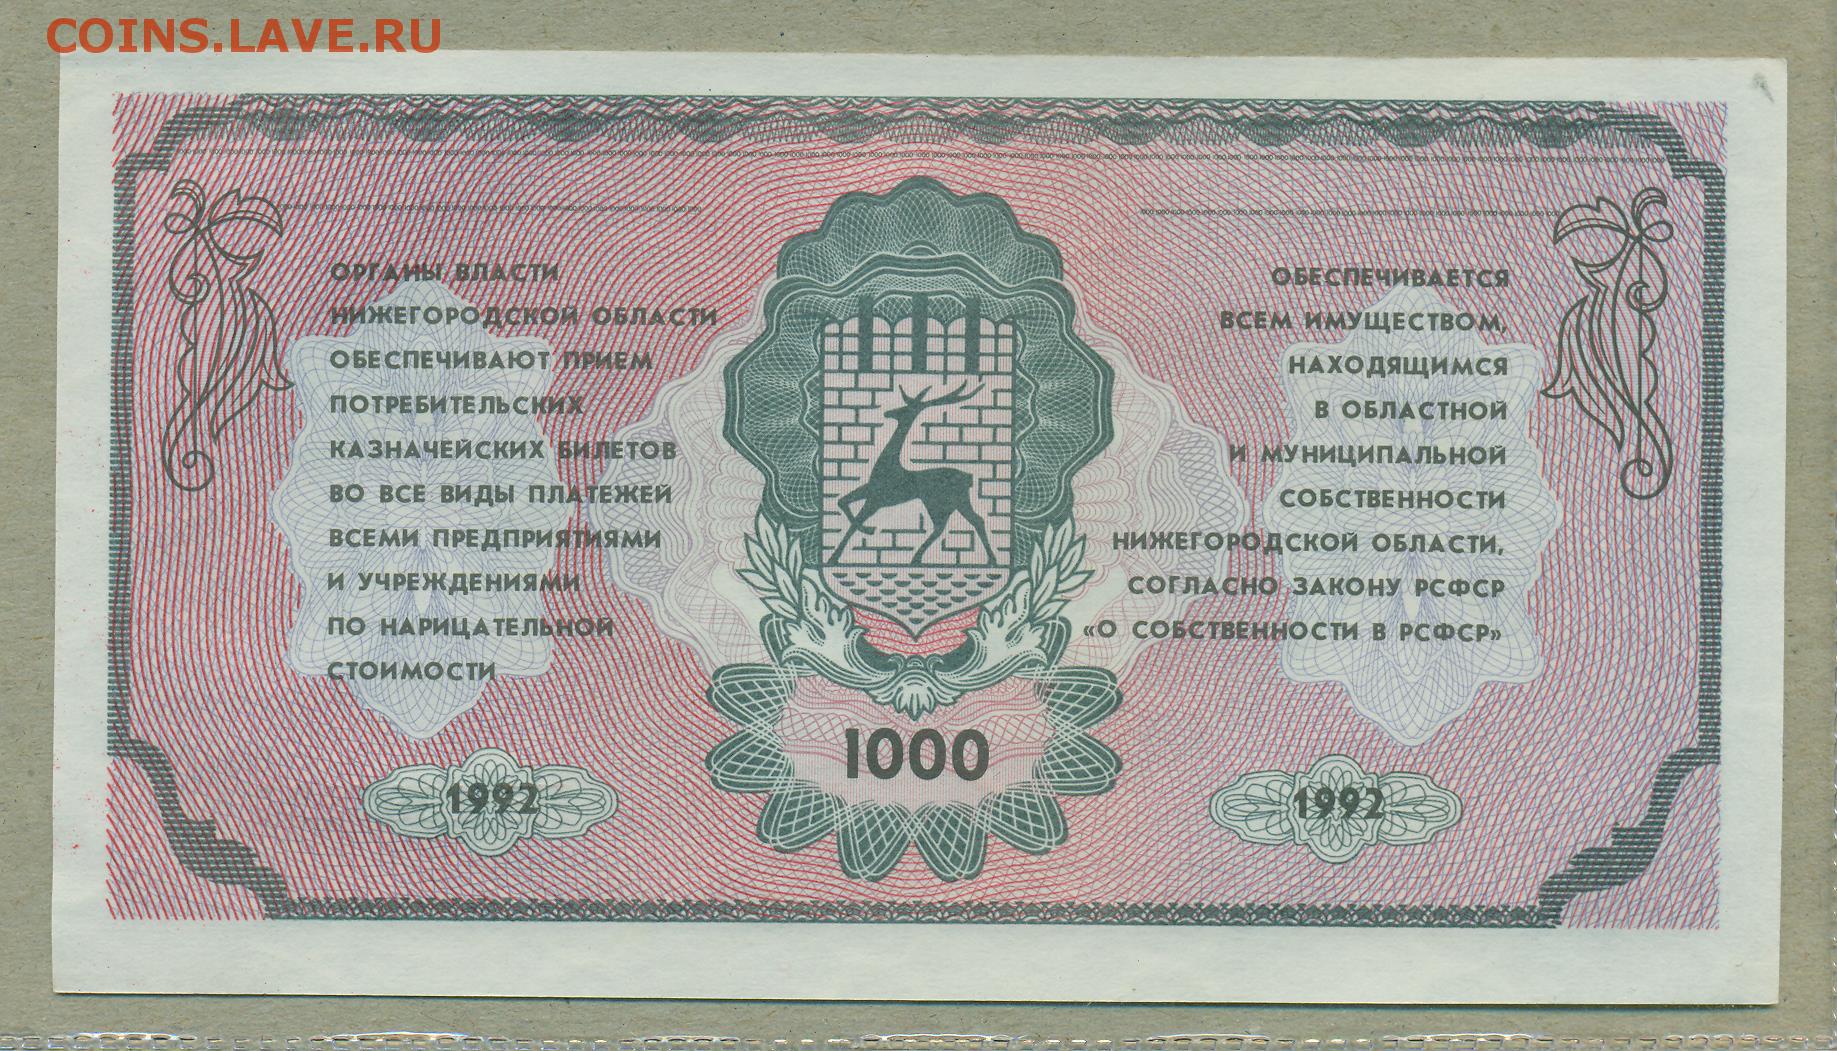 COINS.LAVE.RU
ОРГАНЫ ВЛАСТИ
НИЖЕГОРОДСКОЙ ОБЛАСТИ
ОБЕСПЕЧИВАЮТ ПРИЕМ
ПОТРЕБИТЕЛЬСКИХ
КАЗНАЧЕЙСКИХ БИЛЕТОВ
ВО ВСЕ ВИДЫ ПЛАТЕЖЕЙ
ВСЕМИ ПРЕДПРИЯТИЯМИ
И УЧРЕЖДЕНИЯМИ
ПО НАРИЦАТЕЛЬНОЙ
СТОИМОСТИ
ОБЕСПЕЧИВАЕТСЯ
ВСЕМ ИМУЩЕСТВОМ,
НАХОДЯЩИМСЯ
В ОБЛАСТНОЙ
И МУНИЦИПАЛЬНОЙ
СОБСТВЕННОСТИ
НИЖЕГОРОДСКОЙ ОБЛАСТИ,
СОГЛАСНО ЗАКОНУ РСФСР
«О СОБСТВЕННОСТИ В РСФСР»
1000
1992
1992